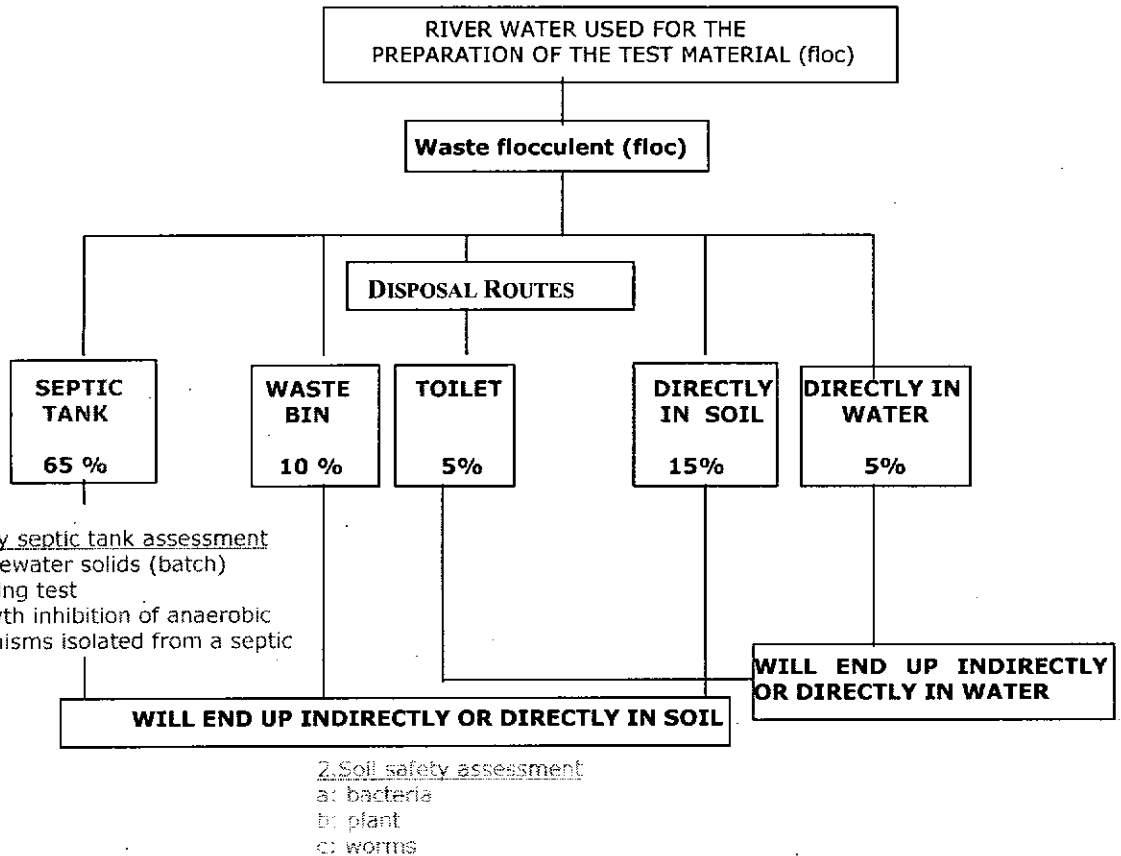 RIVER WATER USED FOR THE
PREPARATION OF THE TEST MATERIAL (floc)
Waste flocculent (floc)
DISPOSAL ROUTES
SEPTIC
TANK
65 %
WASTE
BIN
10 %
TOILET
5%
DIRECTLY
IN SOIL
15%
DIRECTLY IN
WATER
5%
y septic tank assessment
ewater solids (batch)
ing test
th inhibition of anaerobic
nisms isolated from a septic
WILL END UP INDIRECTLY
OR DIRECTLY IN WATER
WILL END UP INDIRECTLY OR DIRECTLY IN SOIL
2.Soil safety assessment
a: bacteria
b: plant
c: worms